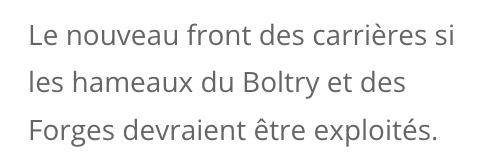 Le nouveau front des carrières si
les hameaux du Boltry et des
Forges devraient être exploités.